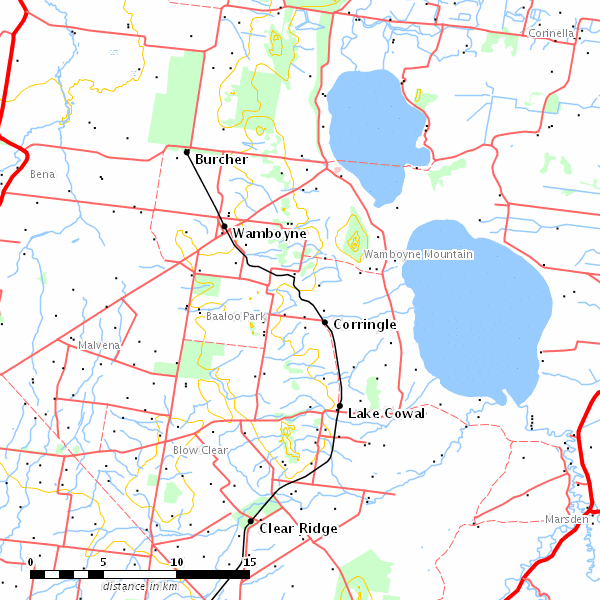 Corinella
Burcher
Bena
Wamboyne
Wamboyne Mountain
Baaloo Park
Corringle
Malvena
Lake Cowal
Blow Clear
Marsden
Clear Ridge
0 5 10 15
distance in km